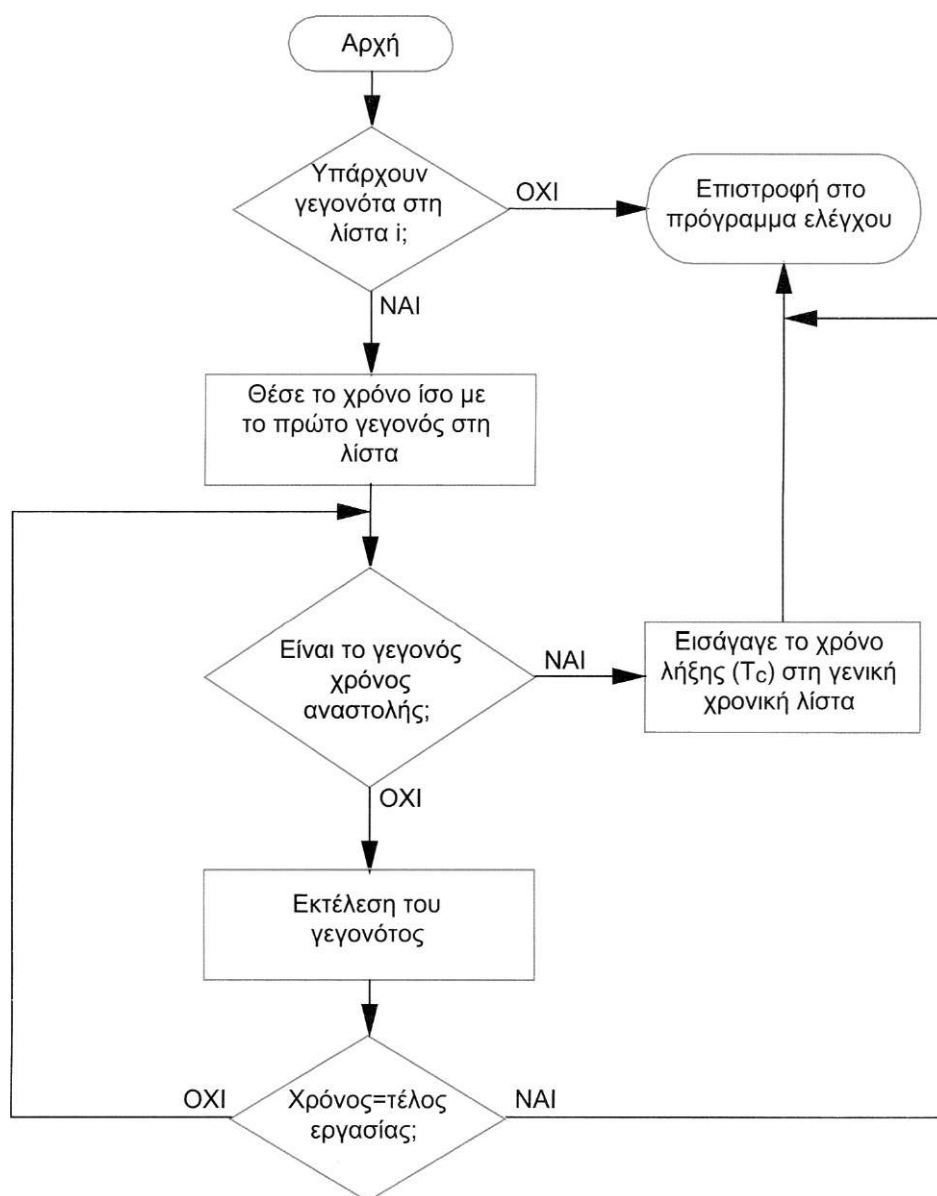 Αρχή
Υπάρχουν
γεγονότα στη
λίστα i;
ΟΧΙ
Επιστροφή στο
πρόγραμμα ελέγχου
ΝΑΙ
Θέσε το χρόνο ίσο με
το πρώτο γεγονός στη
λίστα
Είναι το γεγονός
χρόνος
αναστολής;
ΝΑΙ
Εισάγαγε το χρόνο
λήξης (Tc) στη γενική
χρονική λίστα
ΟΧΙ
Εκτέλεση του
γεγονότος
ΟΧΙ
Χρόνος=τέλος
εργασίας;
ΝΑΙ